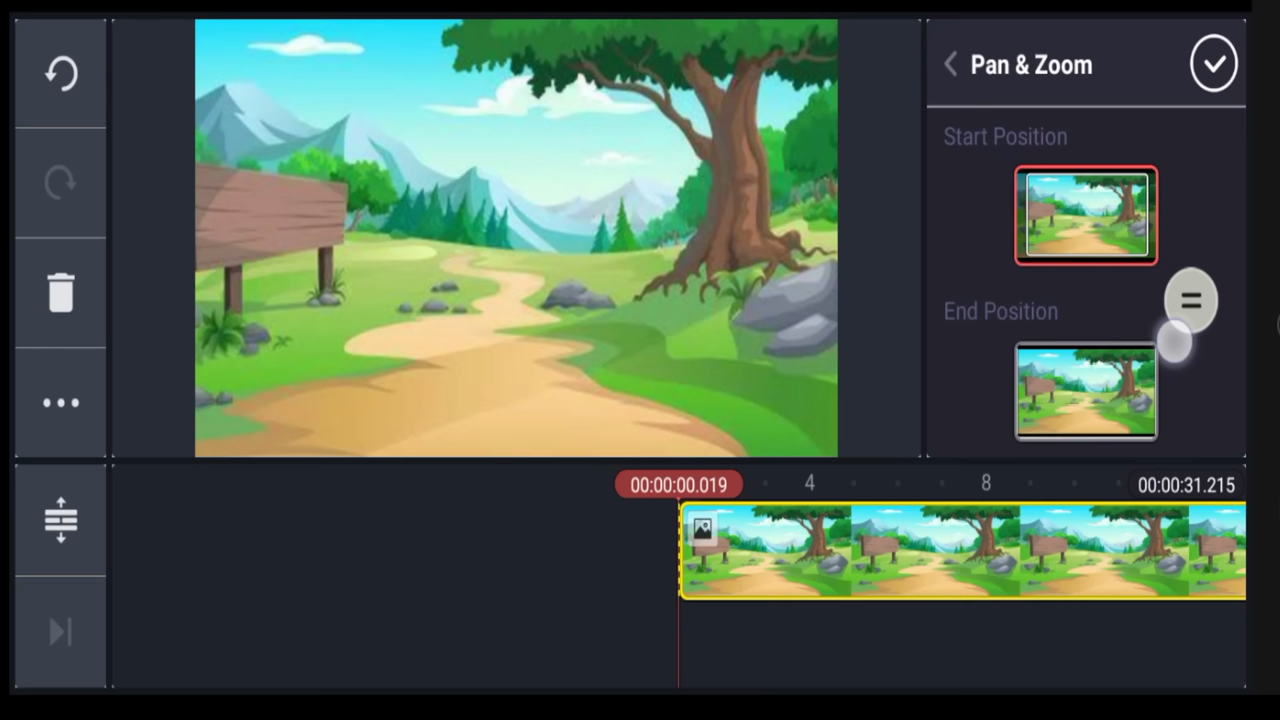 Pan & Zoom
Start Position
=
End Position
00:00:00.019
4
8
00:00:31.215